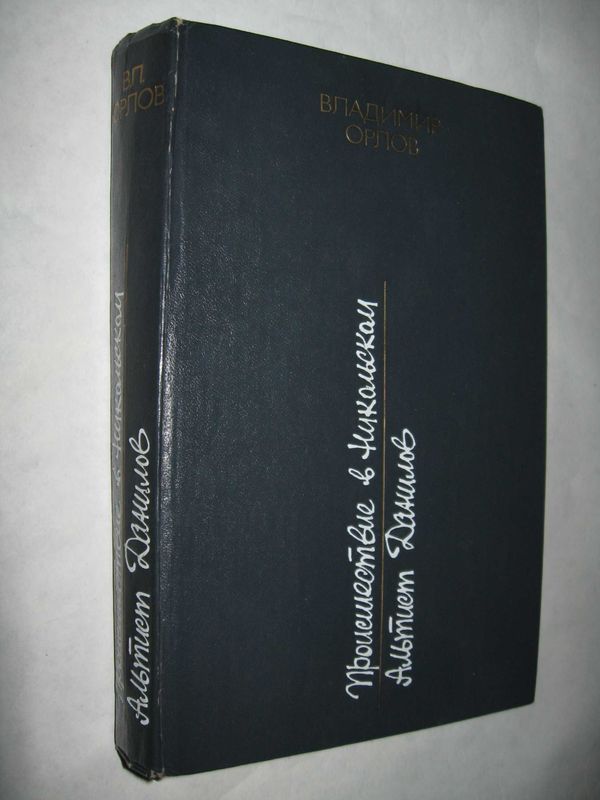 ВЛ.
ОРЛОВ
Происшествие в Никольском
Альтист Данилов
ВЛАДИМИР
ОРЛОВ
Происшествие в Никольском
Альтист Данилов